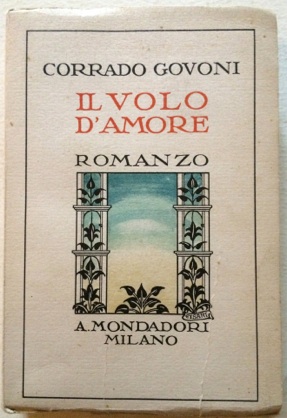 CORRADO GOVONI
IL VOLO
D'AMORE
ROMANZO
A. MONDADORI
MILANO